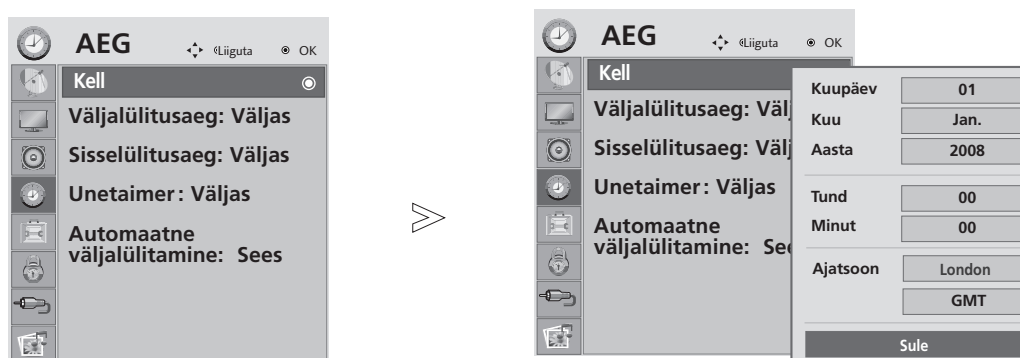 AEG Liiguta OK
Kell
Väljalülitusaeg: Väljas
Sisselülitusaeg: Väljas
Unetaimer: Väljas
Automaatne
väljalülitamine: Sees
AEG Liiguta OK
Kell
Väljalülitusaeg: Välj
Sisselülitusaeg: Välj
Unetaimer: Väljas
Automaatne
väljalülitamine: See
Kuupäev 01
Kuu Jan.
Aasta 2008
Tund 00
Minut 00
Ajatsoon London
GMT
Sule